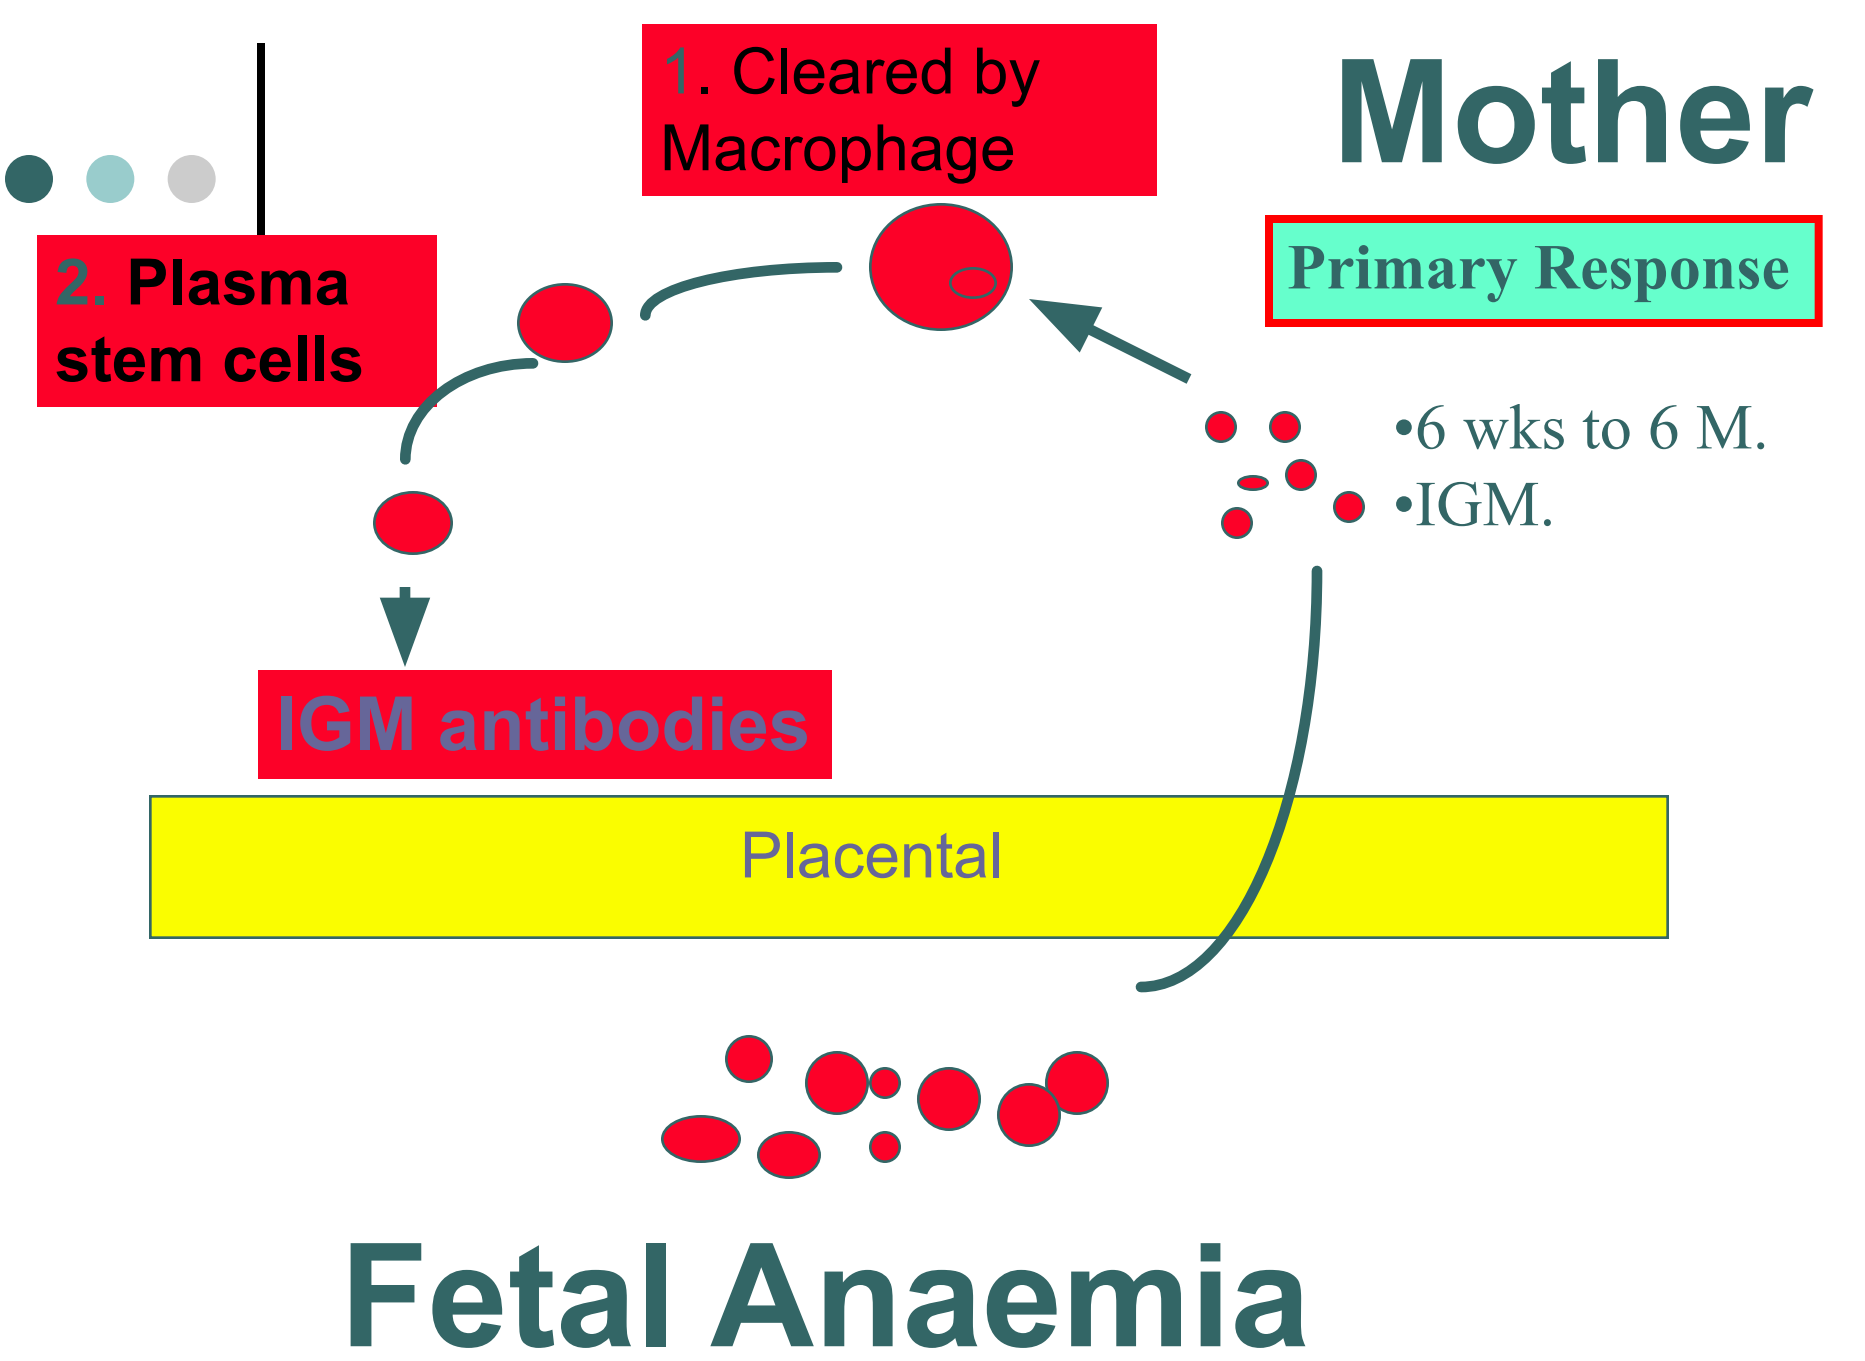 1. Cleared by
Macrophage
Mother
Primary Response
2. Plasma
stem cells
•6 wks to 6 M.
•IGM.
IGM antibodies
Placental
Fetal Anaemia